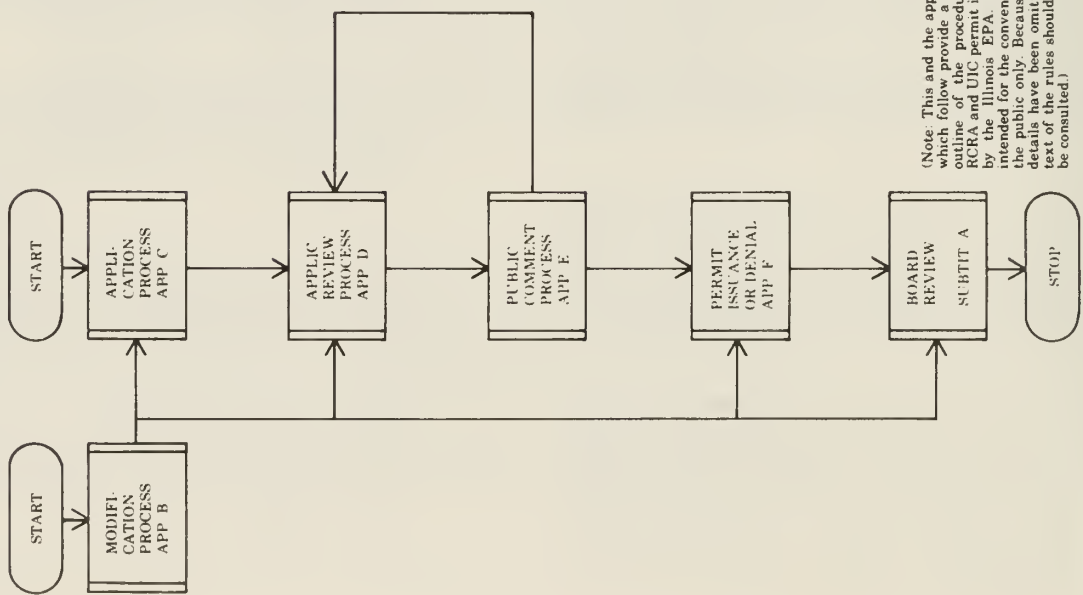 START
MODIFI-
CATION
PROCESS
APP B
START
APPLI-
CATION
PROCESS
APP C
APPLIC
REVIEW
PROCESS
APP D
PUBLIC
COMMENT
PROCESS
APP E
PERMIT
ISSUANCE
OR DENIAL
APP F
BOARD
REVIEW
SUBTIT A
STOP
(Note: This and the app
which follow provide a
outline of the procedu
RCRA and UIC permit i
by the Illinois EPA.
intended for the conven
the public only. Becaus
details have been omit
text of the rules should
be consulted.)